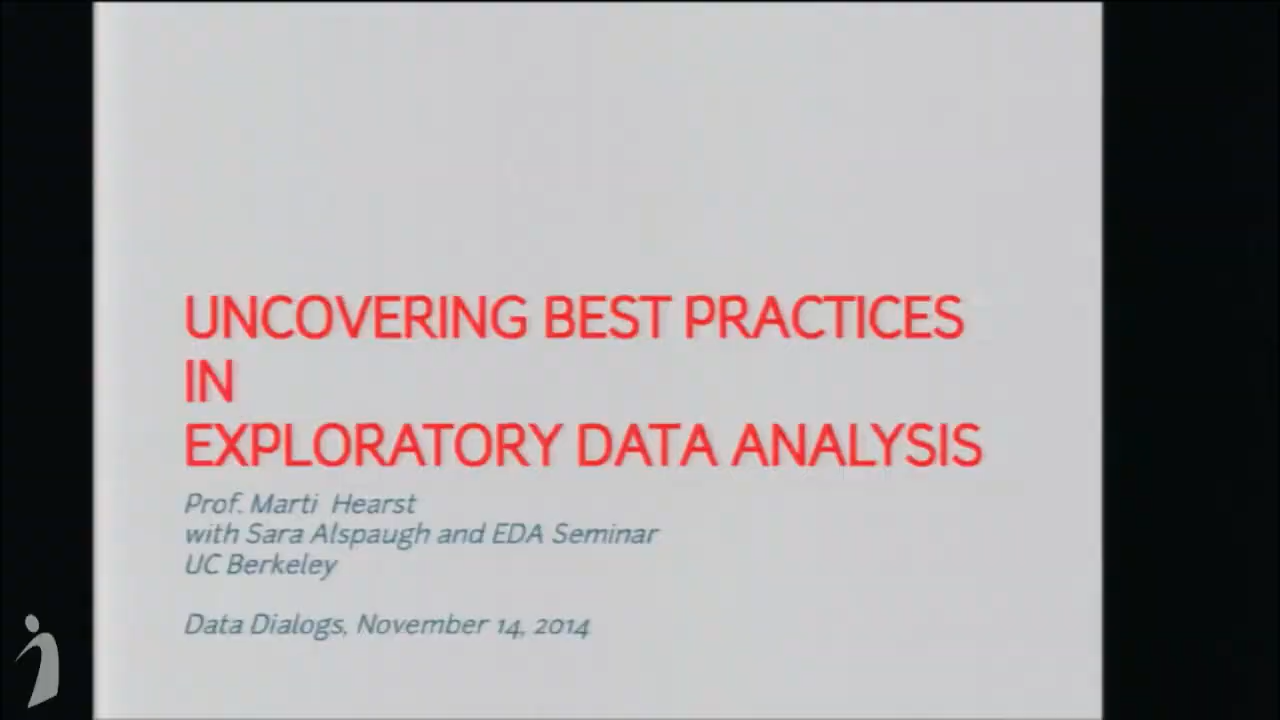 UNCOVERING BEST PRACTICES
IN
EXPLORATORY DATA ANALYSIS
Prof. Marti Hearst
with Sara Alspaugh and EDA Seminar
UC Berkeley
Data Dialogs, November 14, 2014